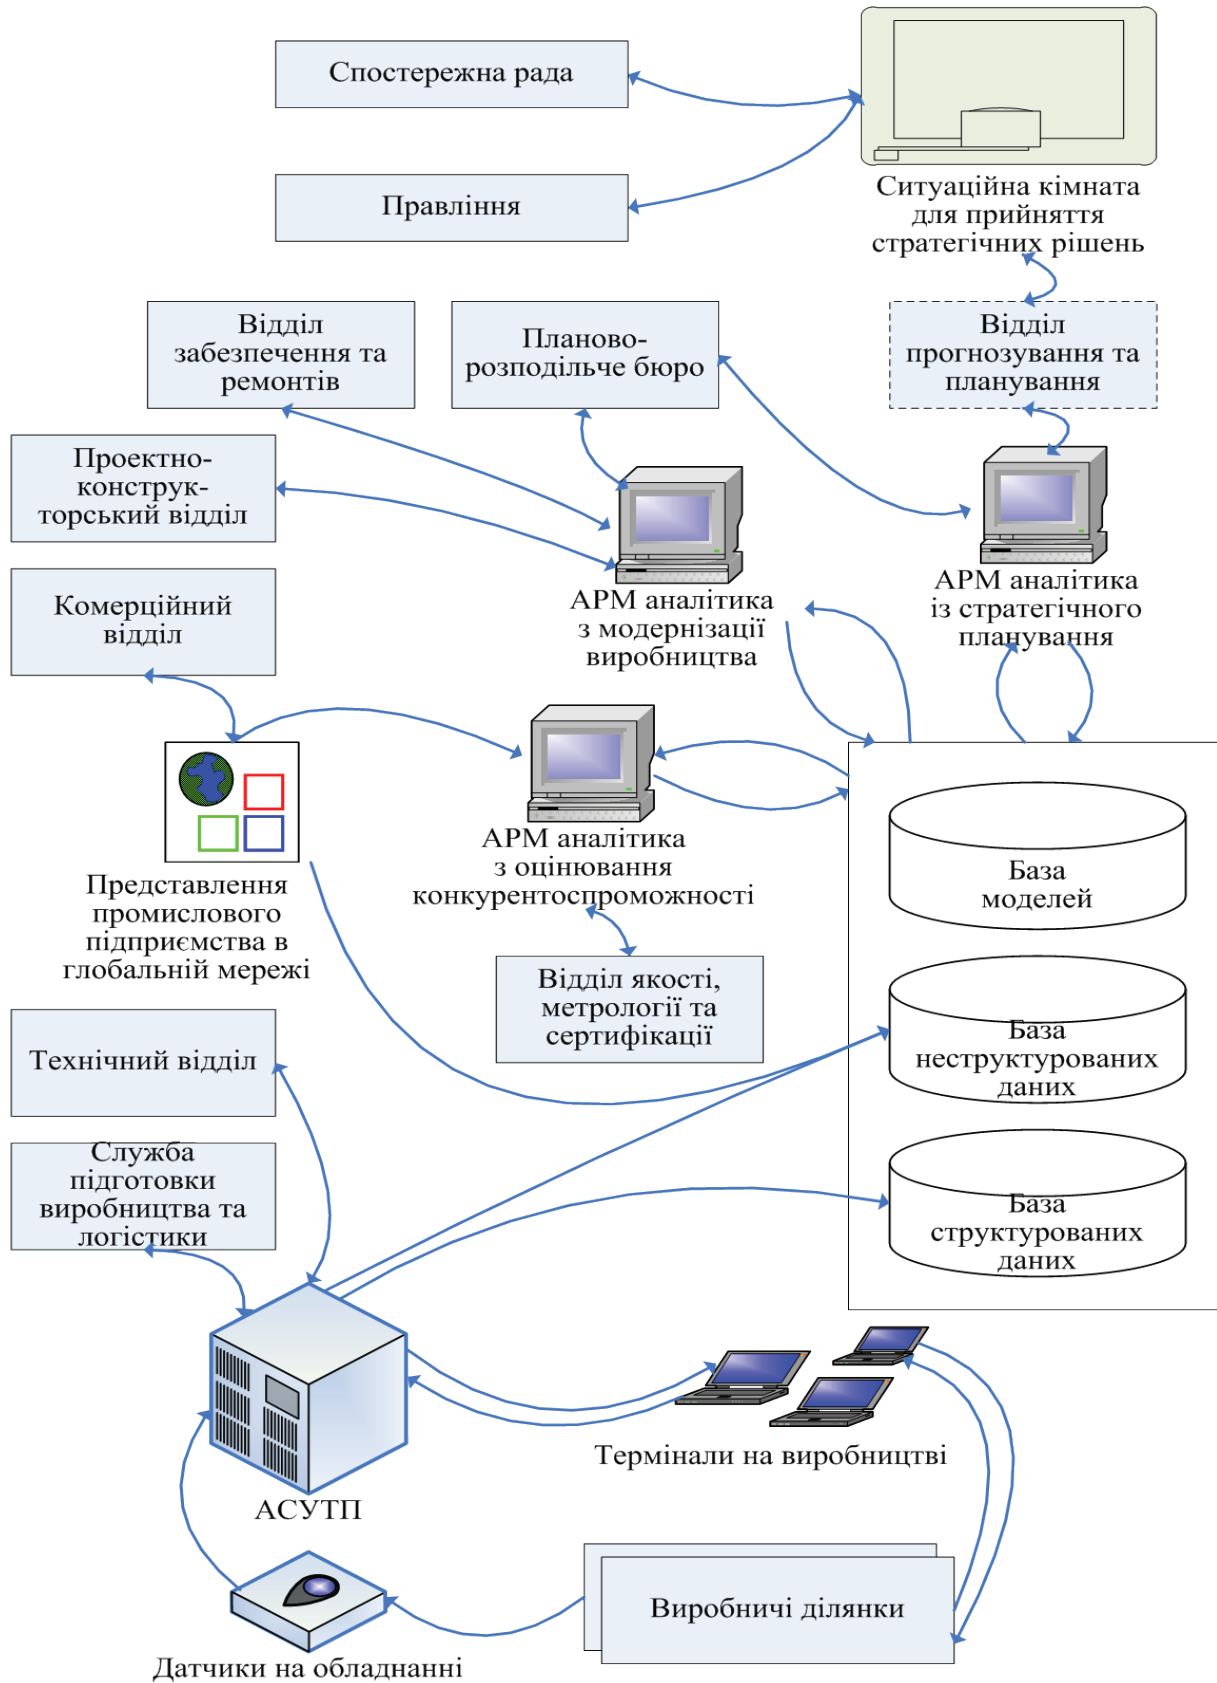 Спостережна рада
Правління
Ситуаційна кімната
для прийняття
стратегічних рішень
Відділ
забезпечення та
ремонтів
Планово-
розподільче бюро
Відділ
прогнозування та
планування
Проектно-
конструк-
торський відділ
АРМ аналітика
з модернізації
виробництва
АРМ аналітика
із стратегічного
планування
Комерційний
відділ
АРМ аналітика
з оцінювання
конкурентоспроможності
Представлення
промислового
підприємства в
глобальній мережі
База
моделей
Відділ якості,
метрології та
сертифікації
База
неструктурованих
даних
Технічний відділ
Служба
підготовки
виробництва та
логістики
База
структурованих
даних
Термінали на виробництві
АСУТП
Виробничі ділянки
Датчики на обладнанні